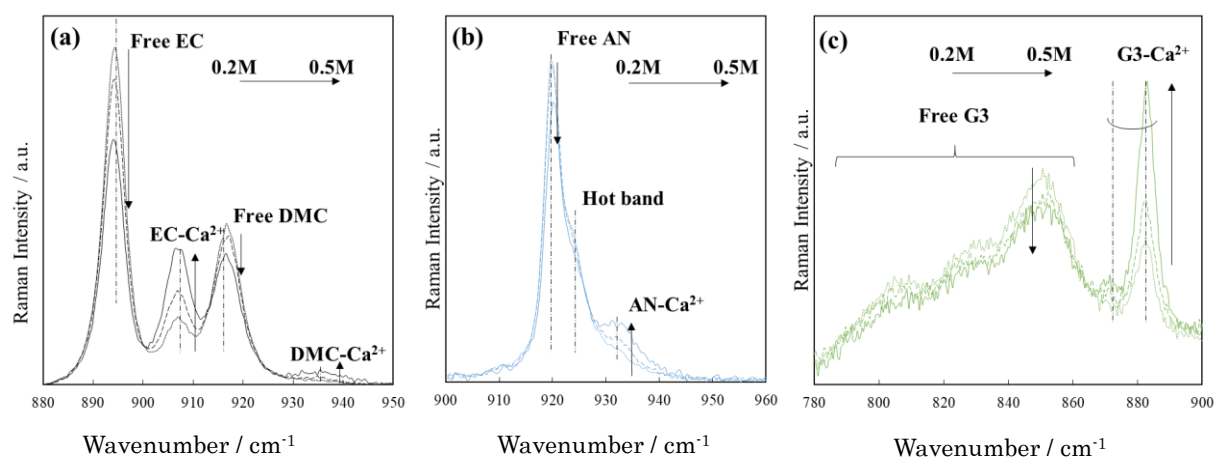 (a)
Free EC
0.2M 0.5M
EC-Ca²⁺
Free DMC
DMC-Ca²⁺
Raman Intensity / a.u.
880 890 900 910 920 930 940 950
Wavenumber / cm⁻¹
(b)
Free AN
0.2M 0.5M
Hot band
AN-Ca²⁺
Raman Intensity / a.u.
900 910 920 930 940 950 960
Wavenumber / cm⁻¹
(c)
0.2M 0.5M
G3-Ca²⁺
Free G3
Raman Intensity / a.u.
780 800 820 840 860 880 900
Wavenumber / cm⁻¹